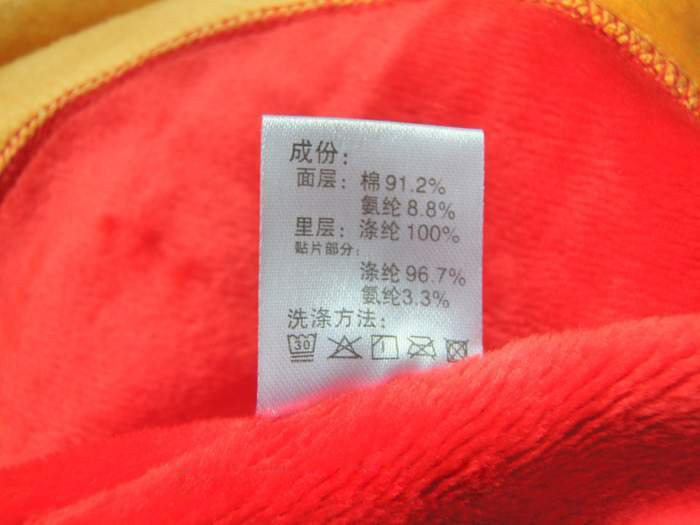 成份：
面层：棉 91.2%
氨纶 8.8%
里层：涤纶 100%
贴片部分：
涤纶 96.7%
氨纶3.3%
洗涤方法：
30